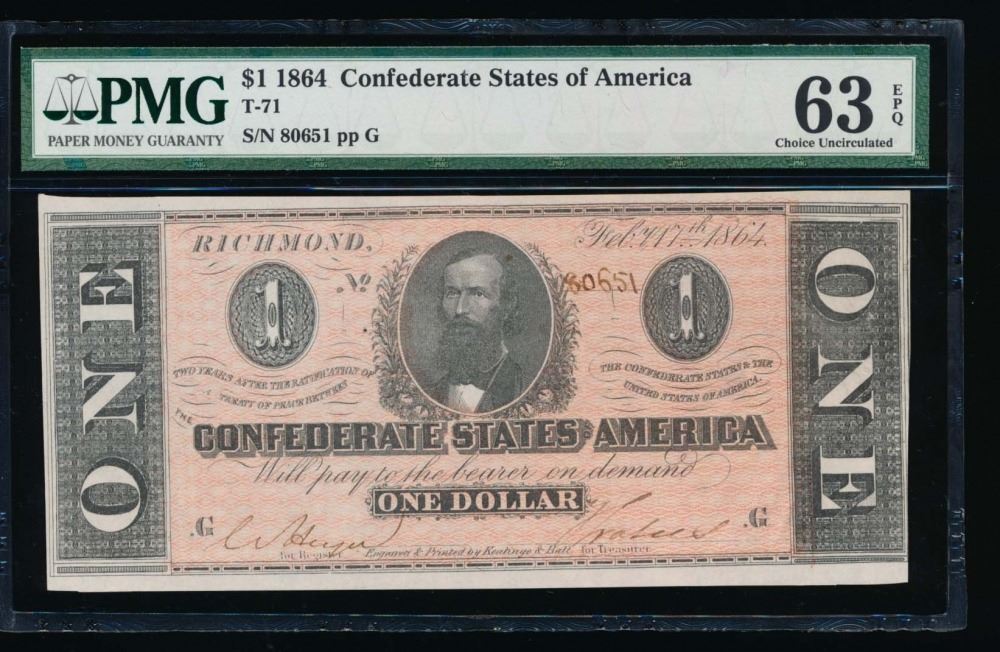 PMG
PAPER MONEY GUARANTY
$1 1864 Confederate States of America
T-71
S/N 80651 pp G
63
EPQ
Choice Uncirculated
RICHMOND,
Feb.y 17th 1864.
No 80651
1
1
ONE
ONE
TWO YEARS AFTER THE RATIFICATION OF
A TREATY OF PEACE BETWEEN
THE CONFEDERATE STATES & THE
UNITED STATES OF AMERICA.
THE
CONFEDERATE STATES OF AMERICA
Will pay to the bearer on demand
ONE DOLLAR
.G
.G
for Register
Engraved & Printed by Keatinge & Ball
for Treasurer